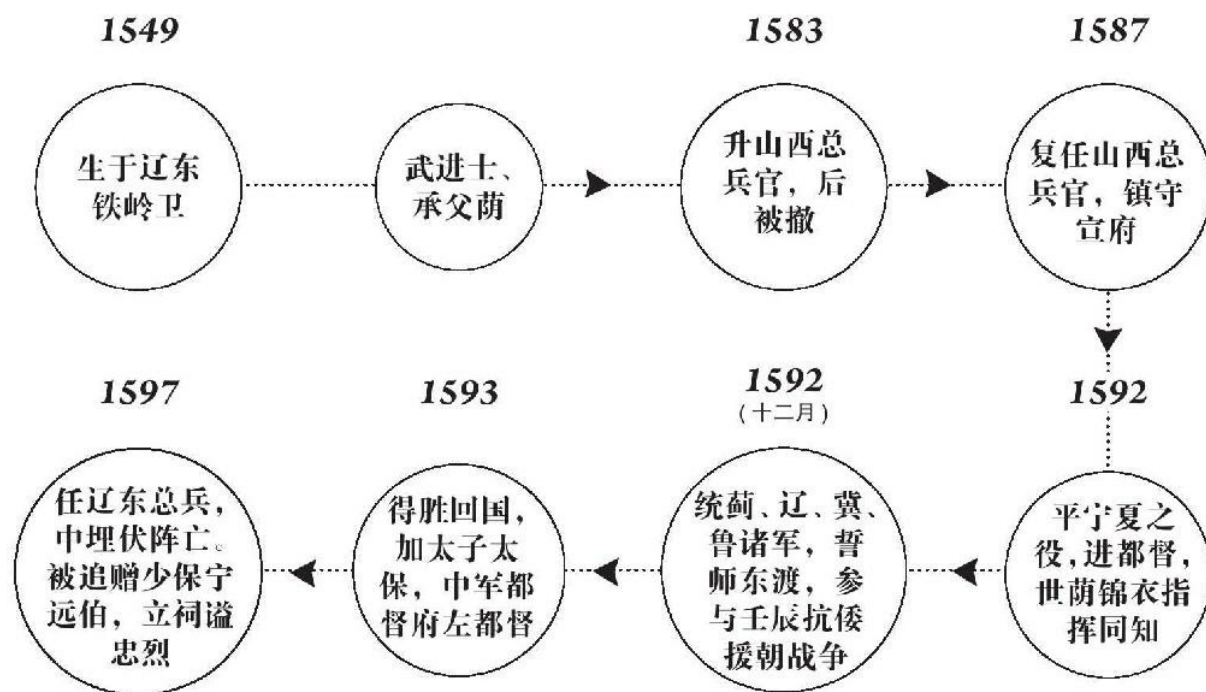 1549
生于辽东
铁岭卫
武进士、
承父荫
1583
升山西总
兵官，后
被撤
1587
复任山西总
兵官，镇守
宣府
1592
平宁夏之
役，进都督，
世荫锦衣指
挥同知
1592
（十二月）
统蓟、辽、冀、
鲁诸军，誓
师东渡，参
与壬辰抗倭
援朝战争
1593
得胜回国，
加太子太
保，中军都
督府左都督
1597
任辽东总兵，
中埋伏阵亡。
被追赠少保宁
远伯，立祠谥
忠烈